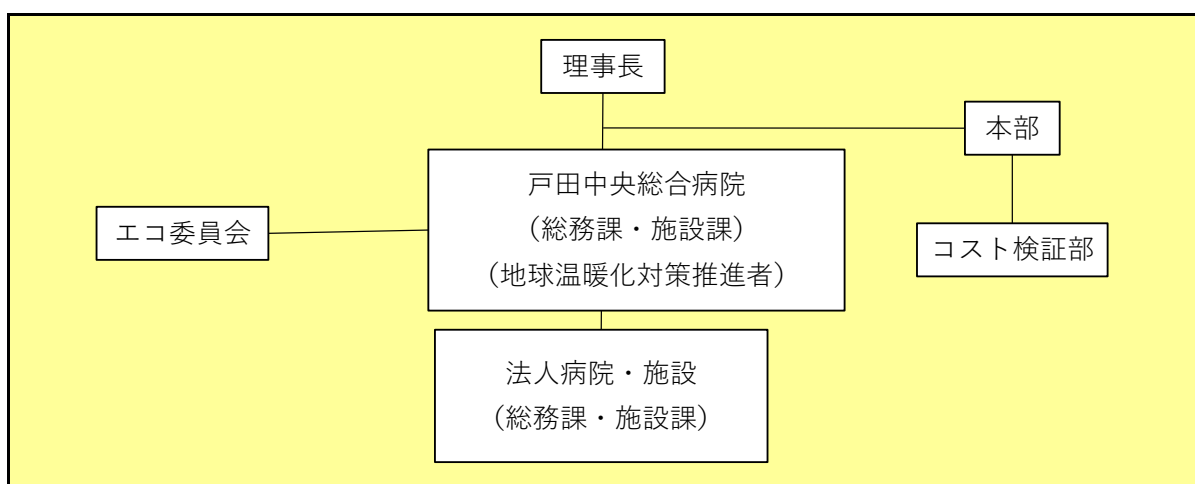 理事長
本部
戸田中央総合病院
（総務課・施設課）
（地球温暖化対策推進者）
エコ委員会
コスト検証部
法人病院・施設
（総務課・施設課）